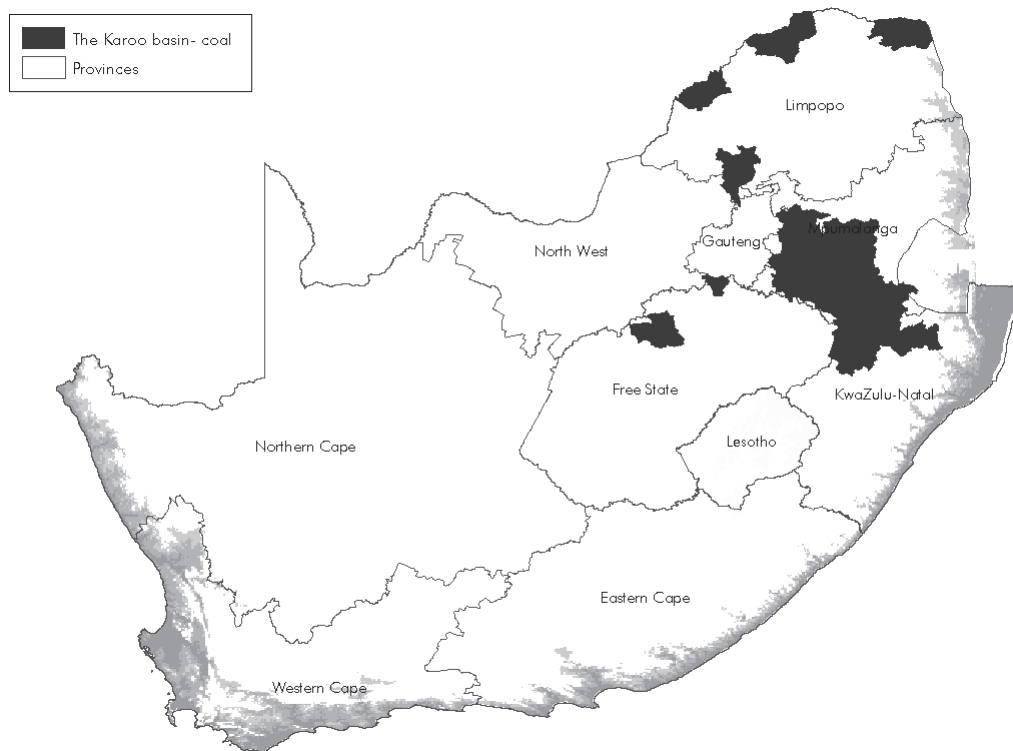 The Karoo basin- coal
Provinces
Limpopo
Mpumalanga
Gauteng
North West
Free State
KwaZulu-Natal
Lesotho
Northern Cape
Eastern Cape
Western Cape